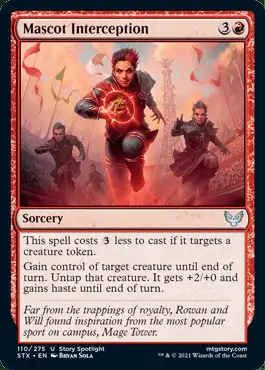 Mascot Interception 3
Sorcery
This spell costs 3 less to cast if it targets a
creature token.
Gain control of target creature until end of
turn. Untap that creature. It gets +2/+0 and
gains haste until end of turn.
Far from the trappings of royalty, Rowan and
Will found inspiration from the most popular
sport on campus, Mage Tower.
110/275 U Story Spotlight mtgstory.com
STX • EN BRYAN SOLA ™ & © 2021 Wizards of the Coast